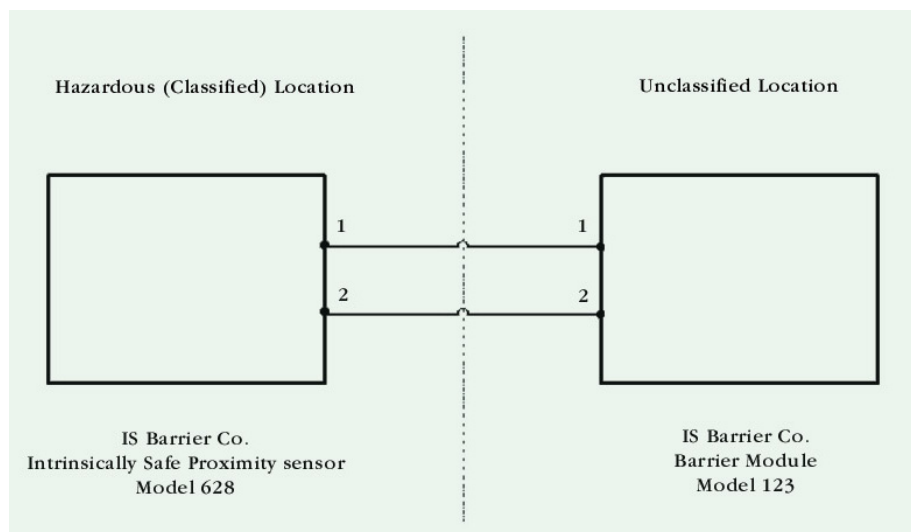 Hazardous (Classified) Location
Unclassified Location
1
1
2
2
IS Barrier Co.
Intrinsically Safe Proximity sensor
Model 628
IS Barrier Co.
Barrier Module
Model 123